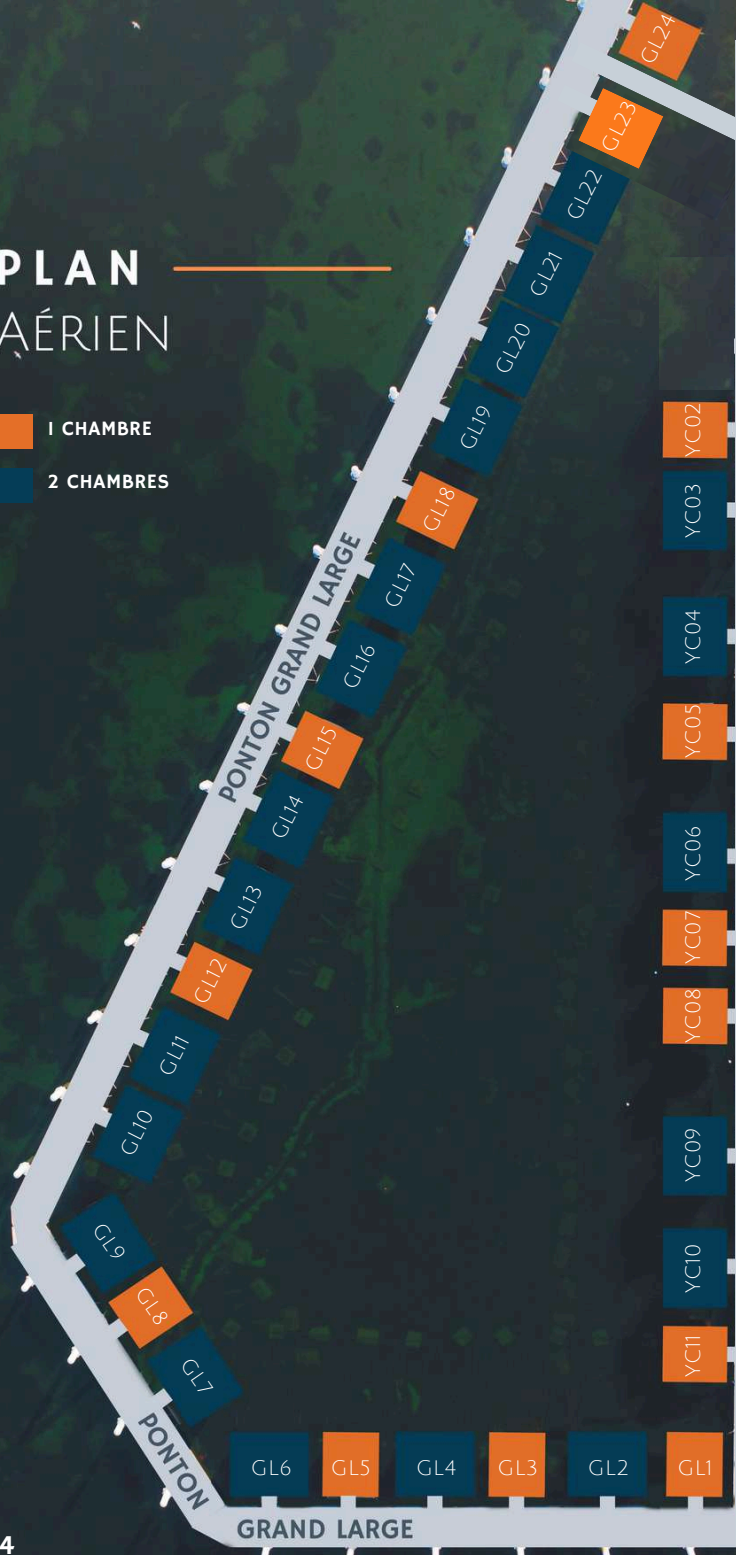 PLAN
AÉRIEN
1 CHAMBRE
2 CHAMBRES
GL24
GL23
GL22
GL21
GL20
GL19
GL18
GL17
GL16
GL15
GL14
GL13
GL12
GL11
GL10
GL9
GL8
GL7
PONTON GRAND LARGE
YC02
YC03
YC04
YC05
YC06
YC07
YC08
YC09
YC10
YC11
GL6
GL5
GL4
GL3
GL2
GL1
PONTON
GRAND LARGE
4